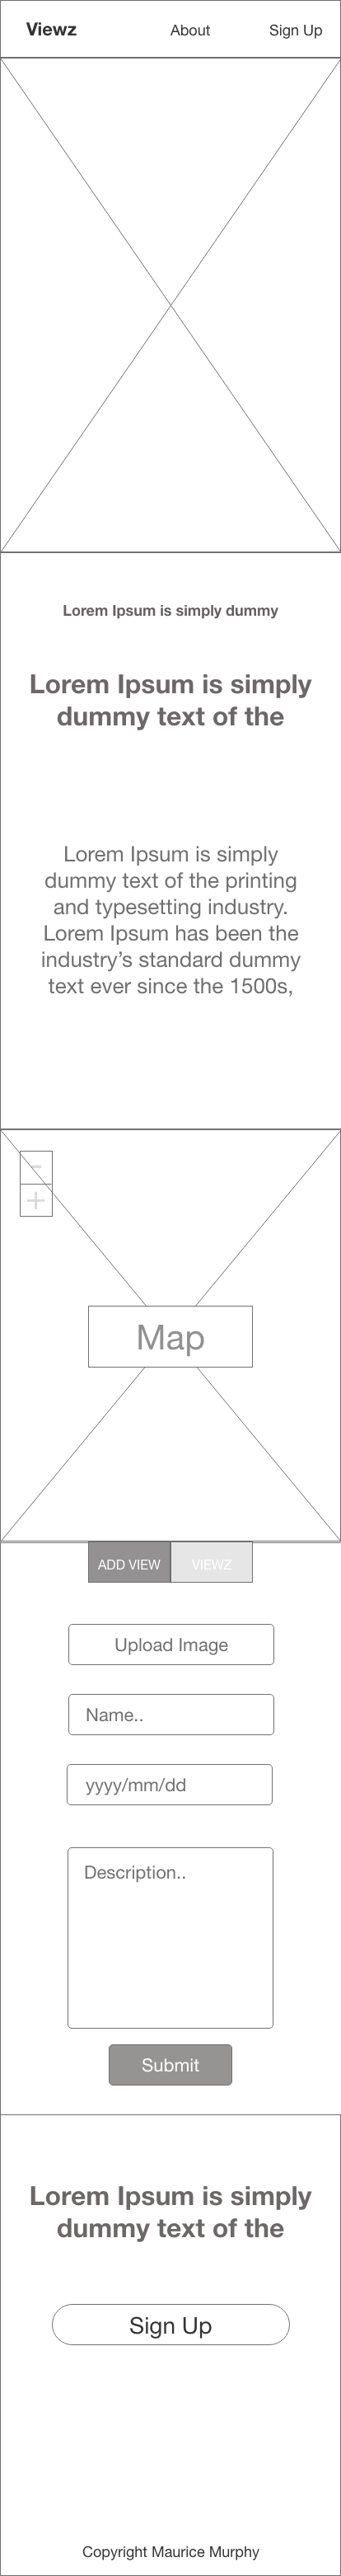 Viewz About Sign Up
Lorem Ipsum is simply dummy
Lorem Ipsum is simply
dummy text of the
Lorem Ipsum is simply
dummy text of the printing
and typesetting industry.
Lorem Ipsum has been the
industry’s standard dummy
text ever since the 1500s,
−
+
Map
ADD VIEW VIEWZ
Upload Image
Name..
yyyy/mm/dd
Description..
Submit
Lorem Ipsum is simply
dummy text of the
Sign Up
Copyright Maurice Murphy